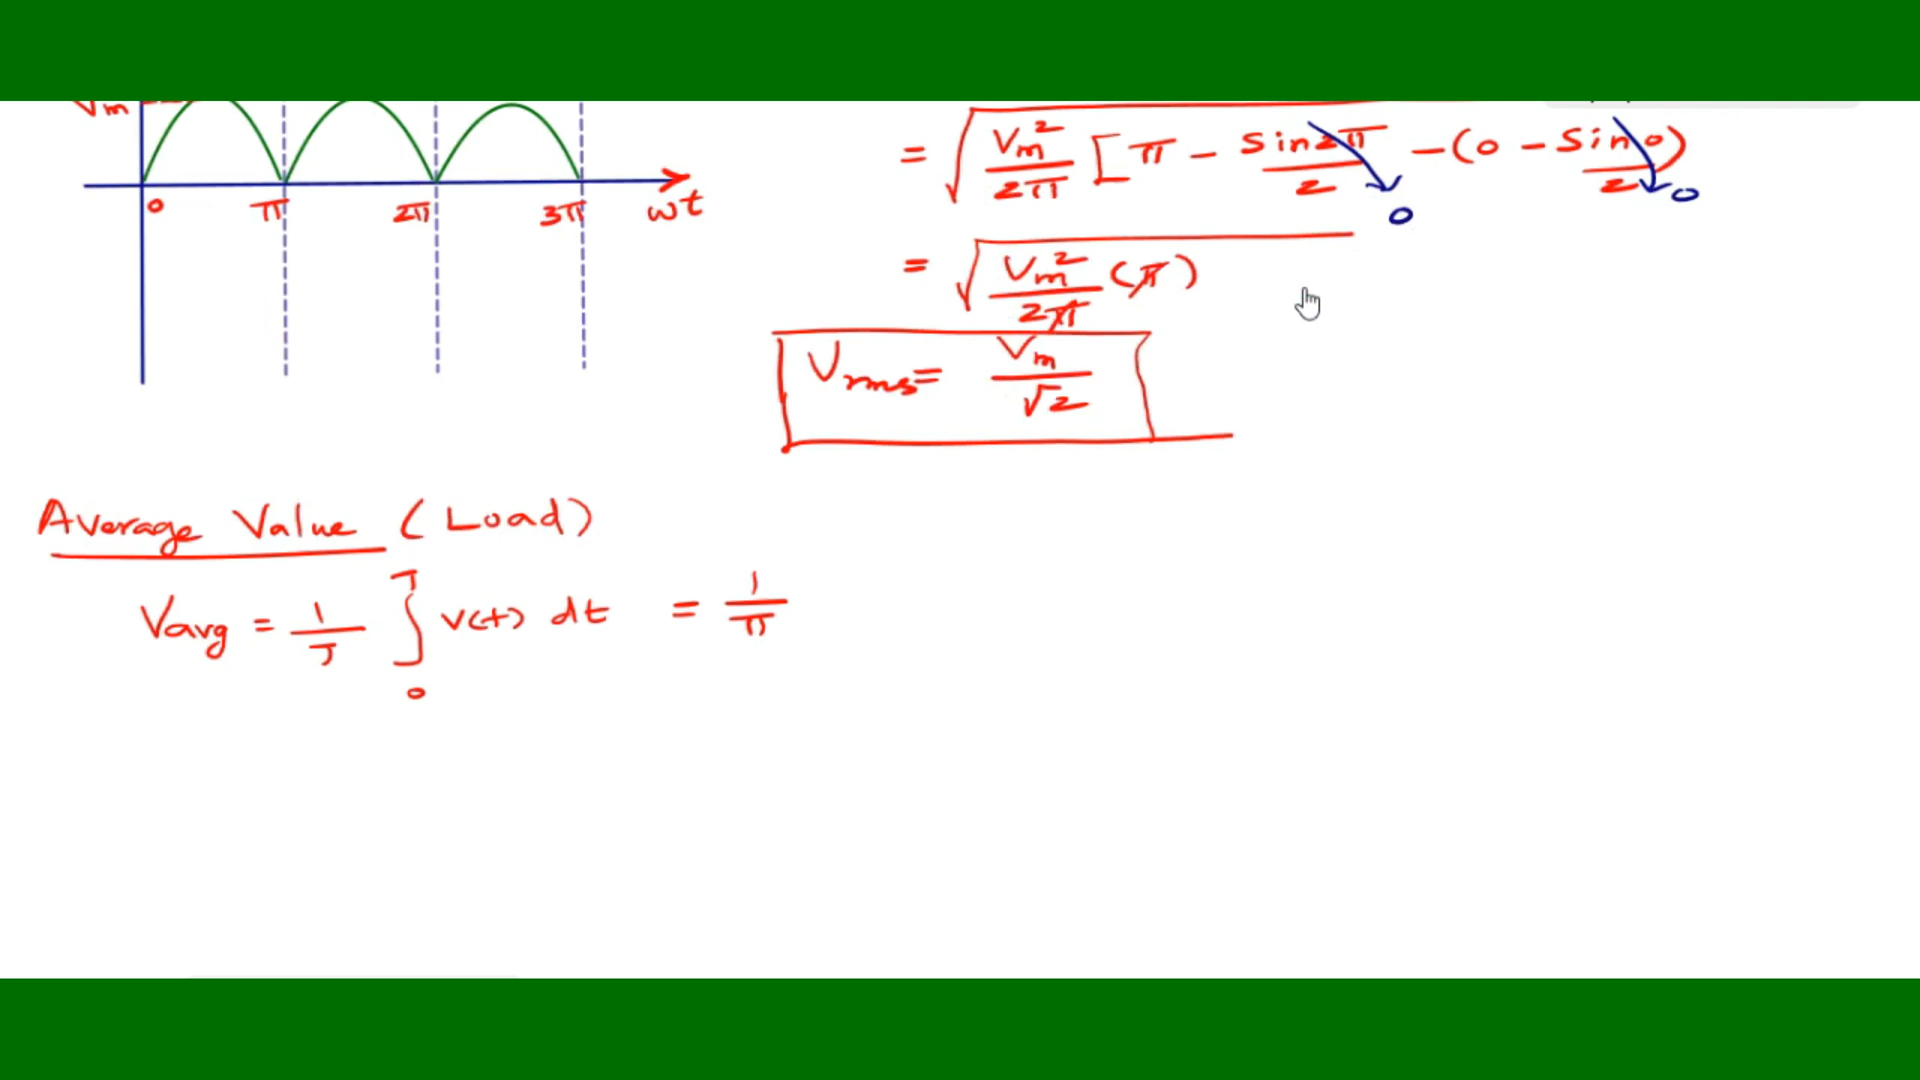 Vm
0 π 2π 3π ωt
= √ Vm²/2π [π - sin2π/2 - (0 - sin0/2) 0 0
= √ Vm²/2π (π)
Vrms = Vm/√2
Average Value (Load)
Vavg = 1/T ∫₀ᵀ v(t) dt = 1/π